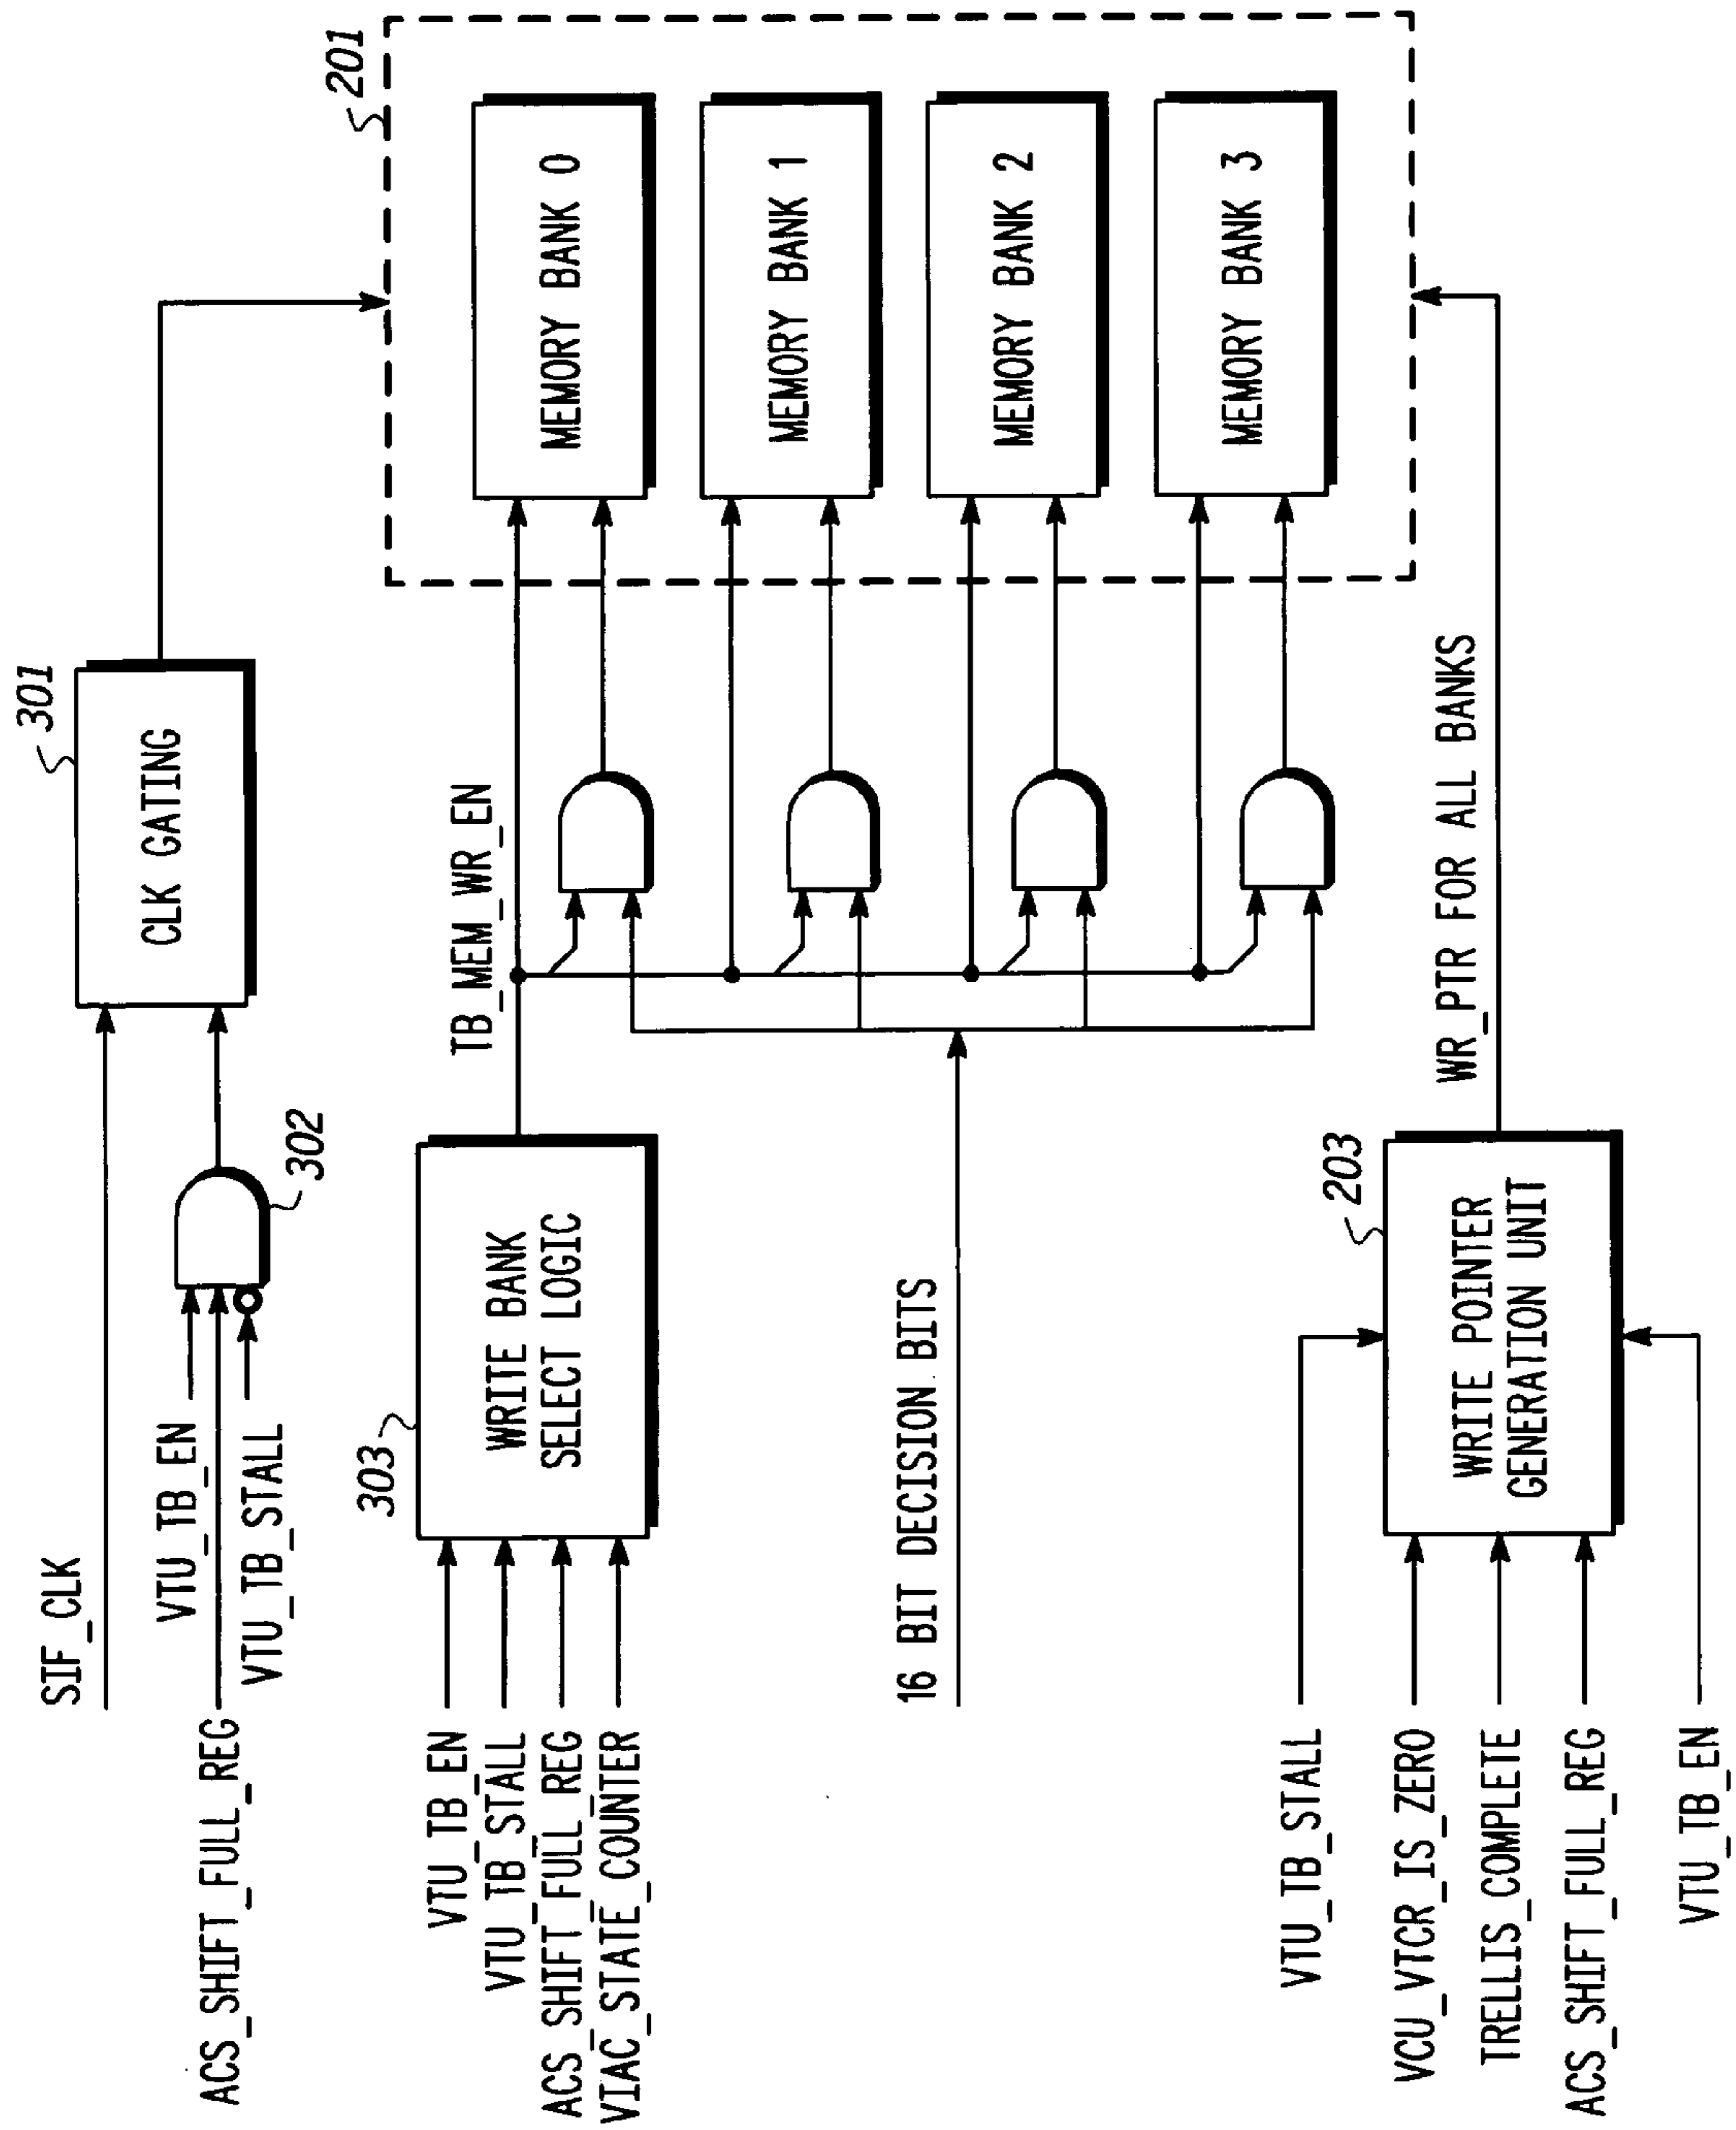 SIF_CLK
VTU_TB_EN
ACS_SHIFT_FULL_REG
VTU_TB_STALL
302
CLK GATING
301
201
VTU_TB_EN
VTU_TB_STALL
ACS_SHIFT_FULL_REG
VIAC_STATE_COUNTER
303
WRITE BANK
SELECT LOGIC
TB_MEM_WR_EN
MEMORY BANK 0
MEMORY BANK 1
MEMORY BANK 2
MEMORY BANK 3
16 BIT DECISION BITS
VTU_TB_STALL
VCU_VTCR_IS_ZERO
TRELLIS_COMPLETE
ACS_SHIFT_FULL_REG
VTU_TB_EN
203
WRITE POINTER
GENERATION UNIT
WR_PTR FOR ALL BANKS